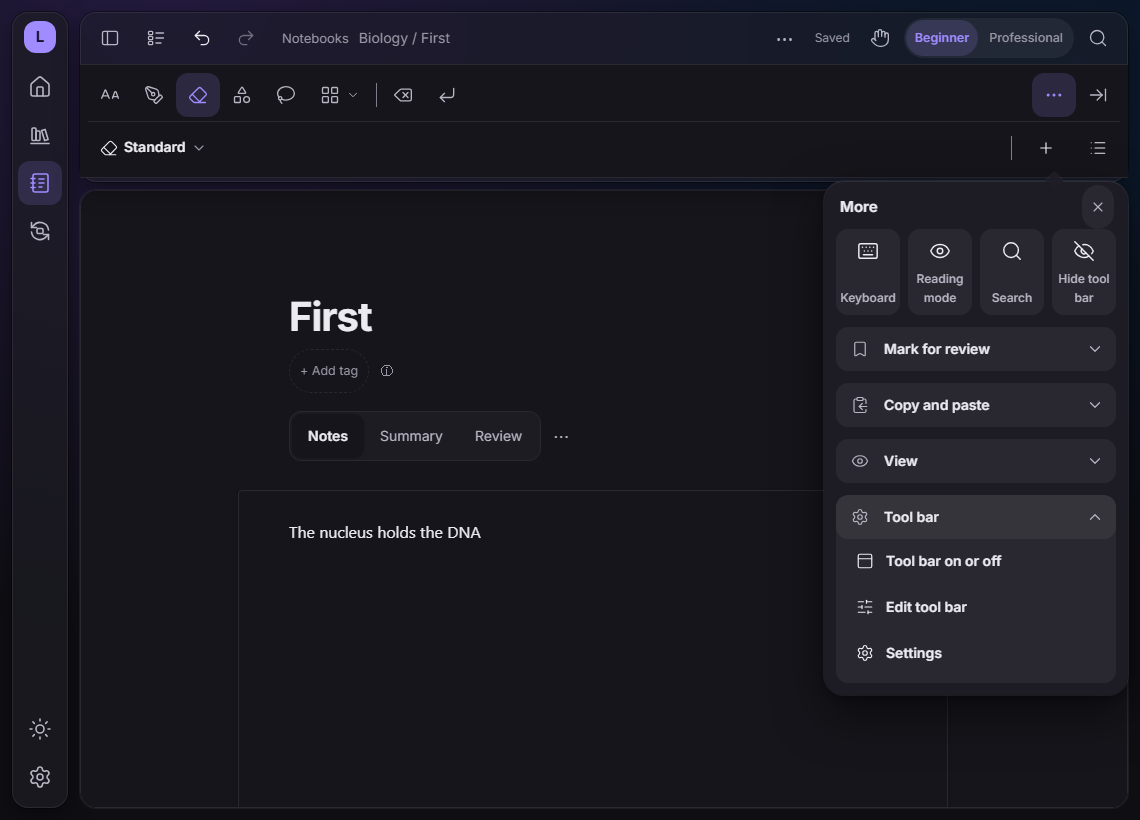 L
Notebooks Biology / First
Saved
Beginner Professional
AA
Standard
More
Keyboard
Reading mode
Search
Hide tool bar
Mark for review
Copy and paste
View
Tool bar
Tool bar on or off
Edit tool bar
Settings
First
+ Add tag
Notes Summary Review
The nucleus holds the DNA